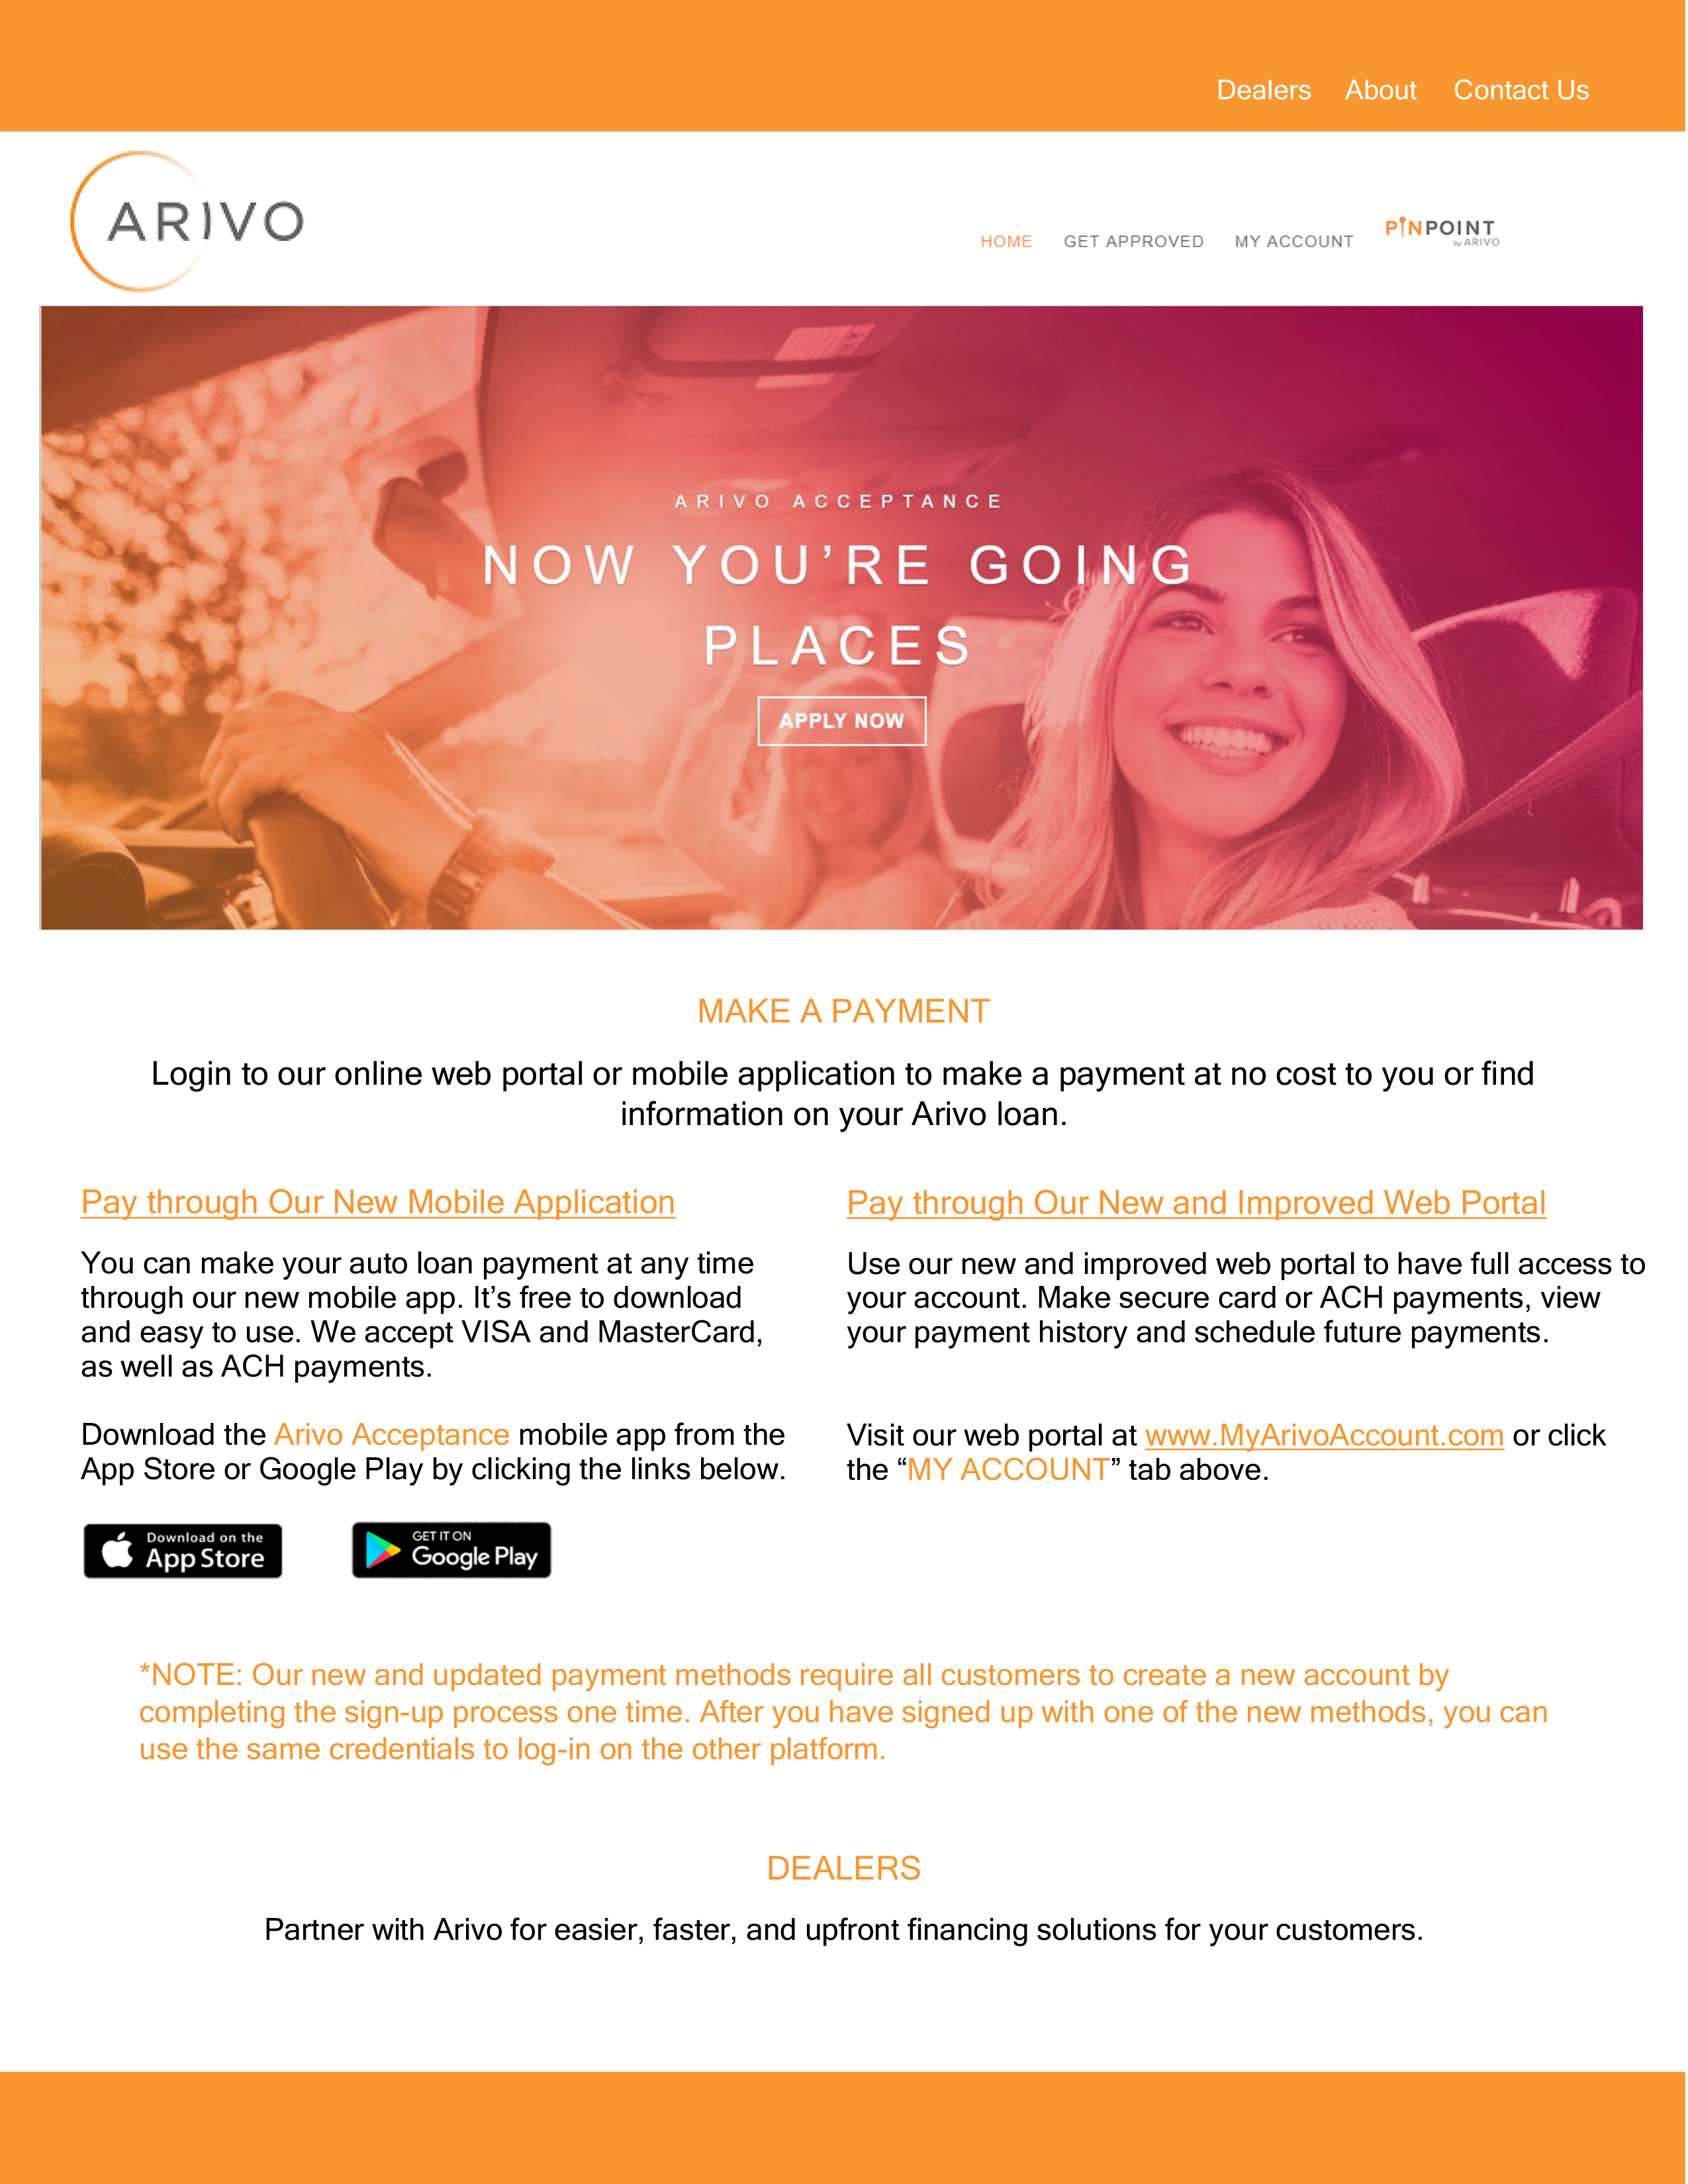 Dealers About Contact Us
ARIVO
HOME GET APPROVED MY ACCOUNT PINPOINT
by ARIVO
ARIVO ACCEPTANCE
NOW YOU’RE GOING
PLACES
APPLY NOW
MAKE A PAYMENT
Login to our online web portal or mobile application to make a payment at no cost to you or find
information on your Arivo loan.
Pay through Our New Mobile Application
You can make your auto loan payment at any time
through our new mobile app. It’s free to download
and easy to use. We accept VISA and MasterCard,
as well as ACH payments.
Download the Arivo Acceptance mobile app from the
App Store or Google Play by clicking the links below.
Download on the
App Store
GET IT ON
Google Play
Pay through Our New and Improved Web Portal
Use our new and improved web portal to have full access to
your account. Make secure card or ACH payments, view
your payment history and schedule future payments.
Visit our web portal at www.MyArivoAccount.com or click
the “MY ACCOUNT” tab above.
*NOTE: Our new and updated payment methods require all customers to create a new account by
completing the sign-up process one time. After you have signed up with one of the new methods, you can
use the same credentials to log-in on the other platform.
DEALERS
Partner with Arivo for easier, faster, and upfront financing solutions for your customers.